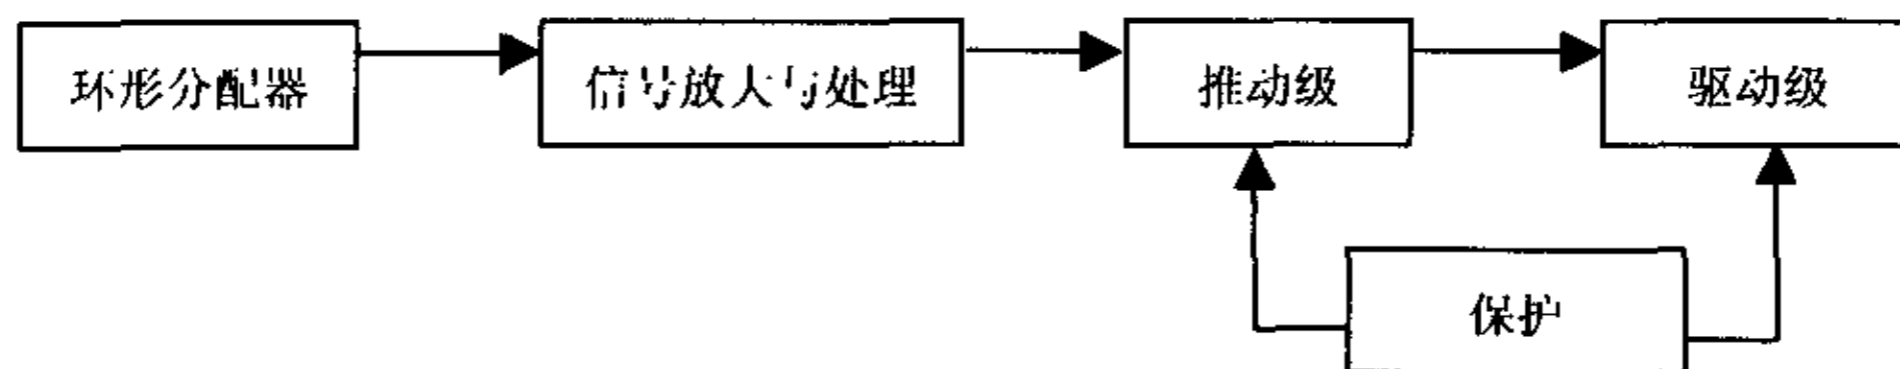 环形分配器
信号放大与处理
推动级
驱动级
保护